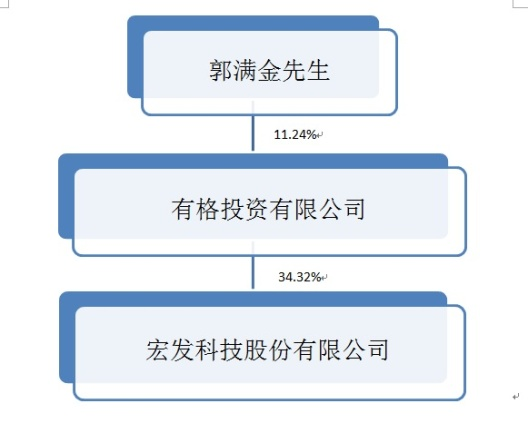 郭满金先生
11.24%
有格投资有限公司
34.32%
宏发科技股份有限公司